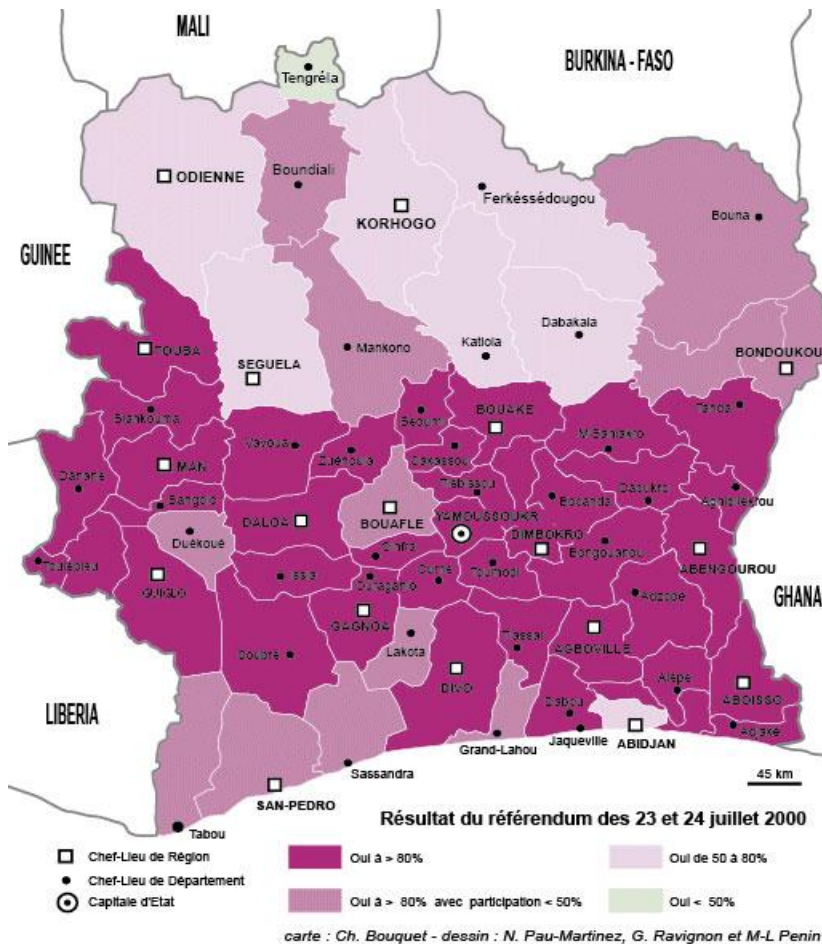 MALI
BURKINA - FASO
Tengréla
ODIENNE
Boundiali
KORHOGO
Ferkéssédougou
Bouna
GUINEE
TOUBA
SEGUELA
Mankono
Katiola
Dabakala
BONDOUKOU
Biankouma
Séoumi
BOUAKE
Tanda
Vavoua
Zuénoula
Sakassou
M'Bahiakro
Danané
MAN
Tiébissou
Bangolo
Bocanda
Daoukro
Agnibilékrou
DALOA
BOUAFLE
YAMOUSSOUKR
DIMBOKRO
Duékoué
Sinfra
Bongouanou
ABENGOUROU
Toulépleu
GUIGLO
Issia
Oumé
Toumodi
GHANA
GAGNOA
Adzopé
Soubré
Lakota
Tiassal
AGBOVILLE
DIVO
Alépé
ABOISSO
LIBERIA
Dabou
Adiaké
Grand-Lahou
Jaqueville
ABIDJAN
Sassandra
SAN-PEDRO
Tabou
45 km
Résultat du référendum des 23 et 24 juillet 2000
Chef-Lieu de Région
Chef-Lieu de Département
Capitale d'Etat
Oui à > 80%
Oui de 50 à 80%
Oui à > 80% avec participation < 50%
Oui < 50%
carte : Ch. Bouquet - dessin : N. Pau-Martinez, G. Ravignon et M-L Penin